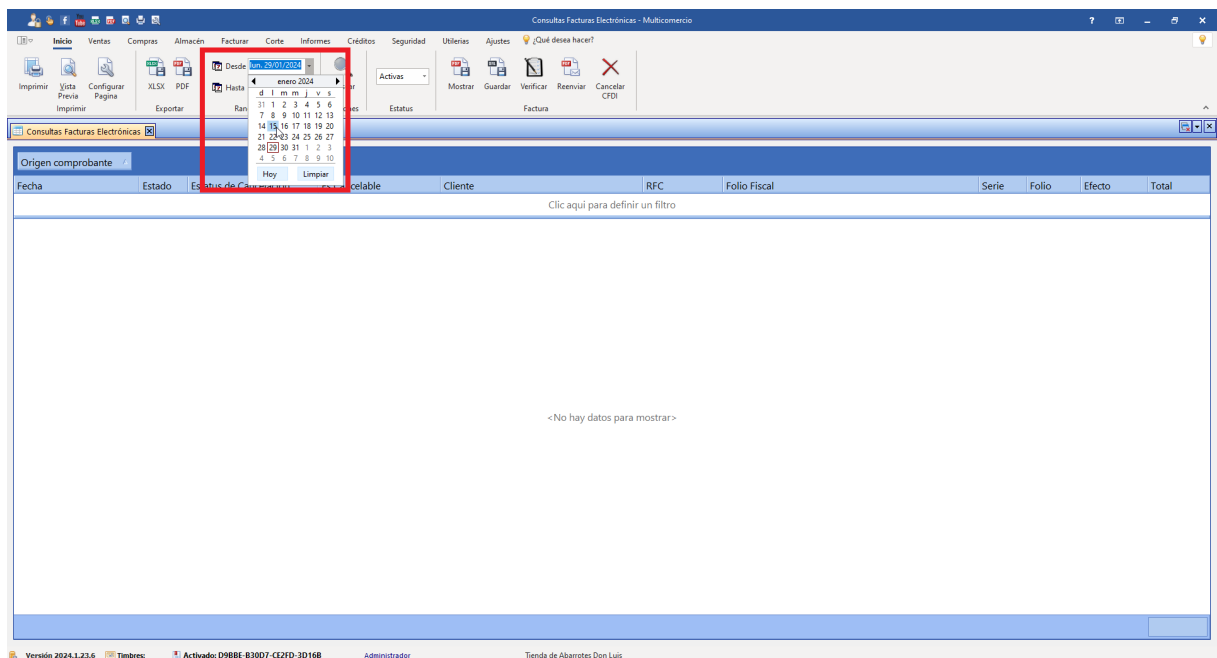 Consultas Facturas Electrónicas - Multicomercio
Inicio Ventas Compras Almacén Facturar Corte Informes Créditos Seguridad Utilerias Ajustes ¿Qué desea hacer?
Desde lun. 29/01/2024
Hasta
Imprimir Vista Previa Configurar Pagina XLSX PDF Activas Mostrar Guardar Verificar Reenviar Cancelar CFDI
Imprimir Exportar Estatus Factura
enero 2024
d l m m j v s
31 1 2 3 4 5 6
7 8 9 10 11 12 13
14 15 16 17 18 19 20
21 22 23 24 25 26 27
28 29 30 31 1 2 3
4 5 6 7 8 9 10
Hoy Limpiar
Consultas Facturas Electrónicas
Origen comprobante
Fecha Estado Estatus de Cancelación Cliente RFC Folio Fiscal Serie Folio Efecto Total
Clic aquí para definir un filtro
<No hay datos para mostrar>
Versión 2024.1.23.6 Timbres: Activado: D9BBE-B30D7-CE2FD-3D16B Administrador Tienda de Abarrotes Don Luis